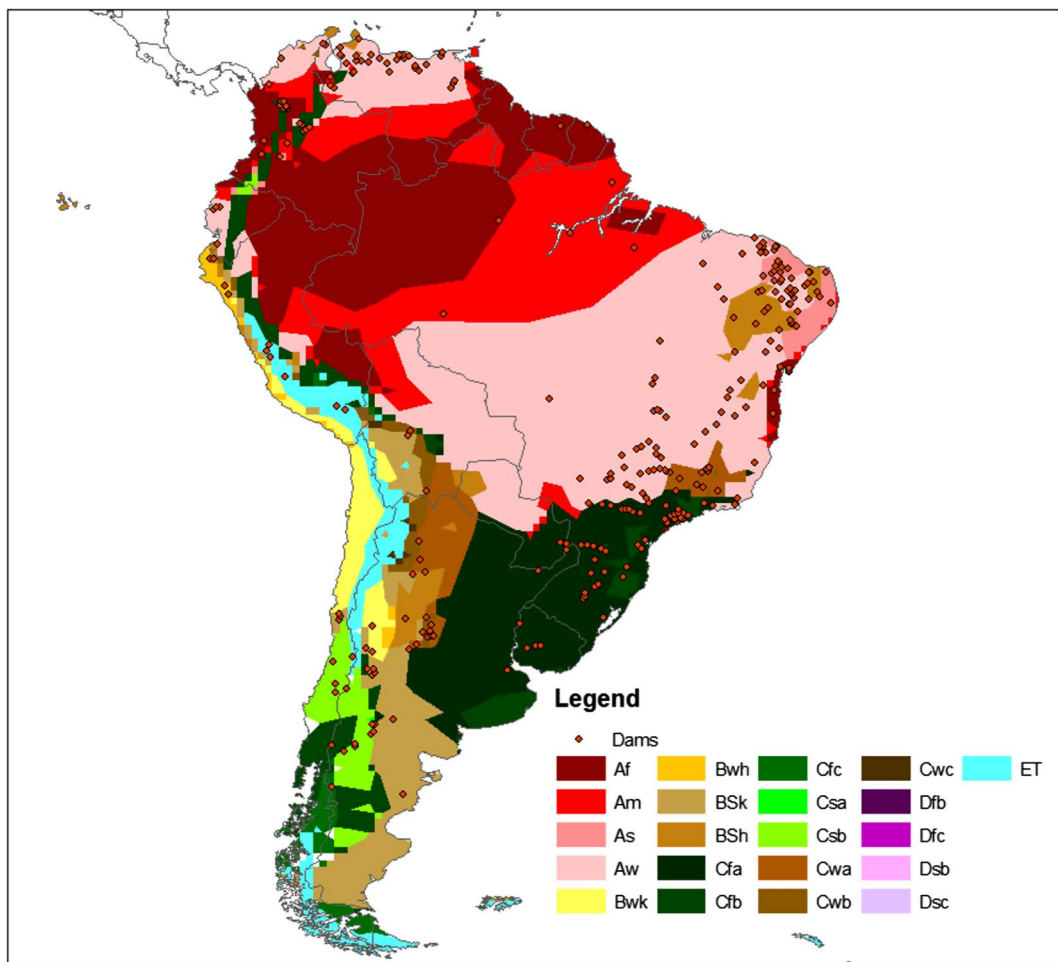 Legend
Dams
Af Bwh Cfc Cwc ET
Am BSk Csa Dfb
As BSh Csb Dfc
Aw Cfa Cwa Dsb
Bwk Cfb Cwb Dsc